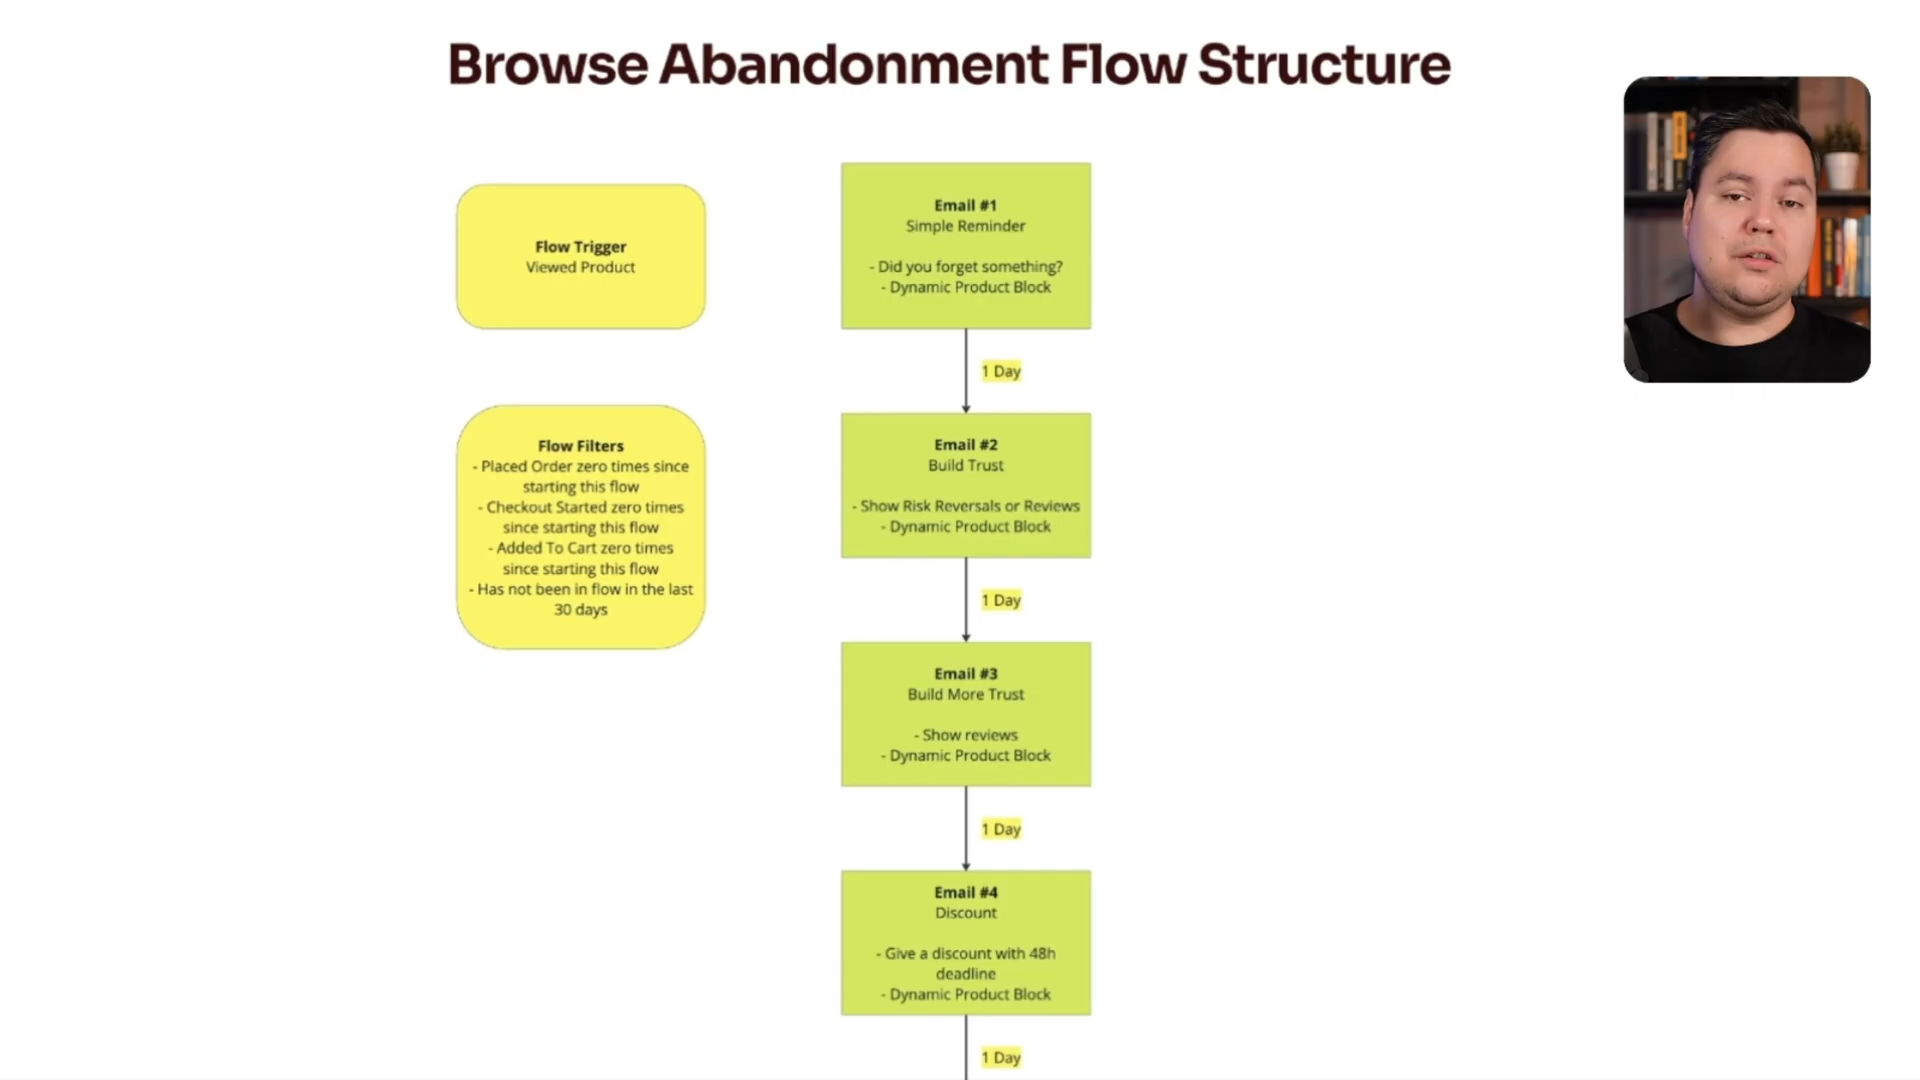 Browse Abandonment Flow Structure
Flow Trigger
Viewed Product
Flow Filters
- Placed Order zero times since
starting this flow
- Checkout Started zero times
since starting this flow
- Added To Cart zero times
since starting this flow
- Has not been in flow in the last
30 days
Email #1
Simple Reminder
- Did you forget something?
- Dynamic Product Block
1 Day
Email #2
Build Trust
- Show Risk Reversals or Reviews
- Dynamic Product Block
1 Day
Email #3
Build More Trust
- Show reviews
- Dynamic Product Block
1 Day
Email #4
Discount
- Give a discount with 48h
deadline
- Dynamic Product Block
1 Day